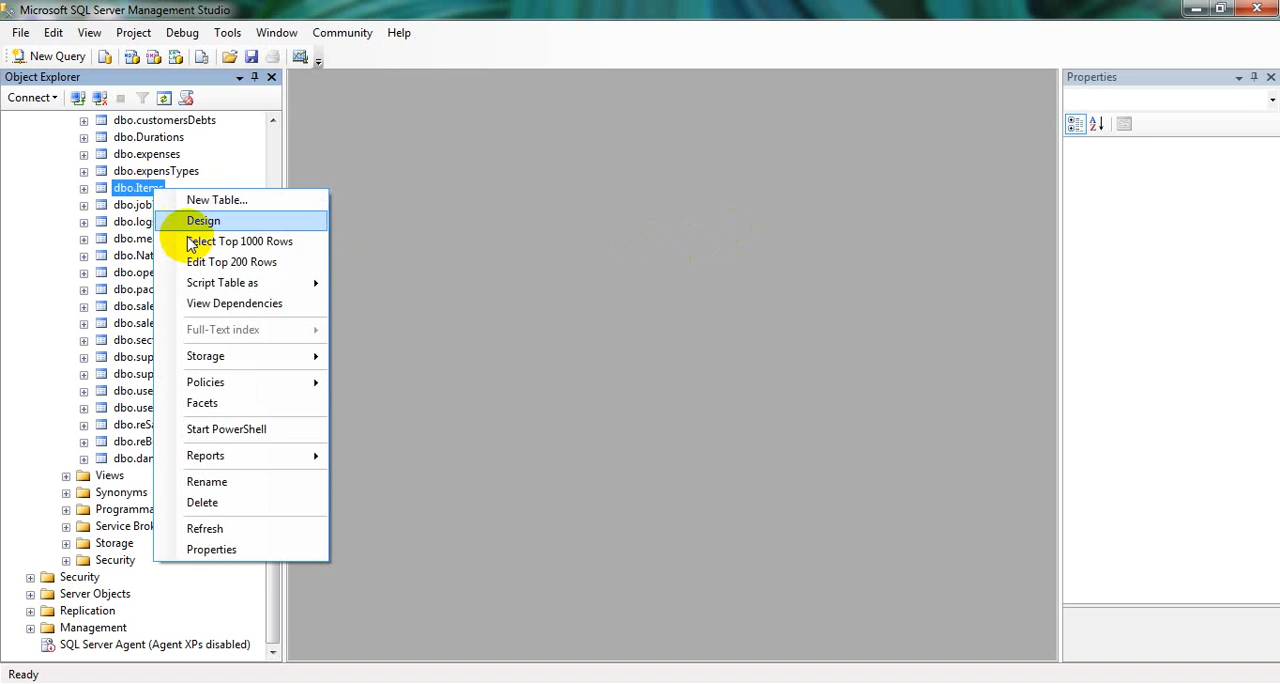 Microsoft SQL Server Management Studio
File Edit View Project Debug Tools Window Community Help
New Query
Object Explorer
Connect
dbo.customersDebts
dbo.Durations
dbo.expenses
dbo.expensTypes
dbo.Items
dbo.job
dbo.log
dbo.me
dbo.Nat
dbo.ope
dbo.pac
dbo.sale
dbo.sale
dbo.sec
dbo.sup
dbo.sup
dbo.use
dbo.use
dbo.reSa
dbo.reB
dbo.dar
Views
Synonyms
Programma
Service Brok
Storage
Security
Security
Server Objects
Replication
Management
SQL Server Agent (Agent XPs disabled)
New Table...
Design
Select Top 1000 Rows
Edit Top 200 Rows
Script Table as
View Dependencies
Full-Text index
Storage
Policies
Facets
Start PowerShell
Reports
Rename
Delete
Refresh
Properties
Properties
Ready